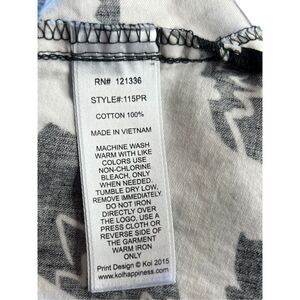 RN# 121336
STYLE#:115PR
COTTON 100%
MADE IN VIETNAM
MACHINE WASH
WARM WITH LIKE
COLORS USE
NON-CHLORINE
BLEACH, ONLY
WHEN NEEDED.
TUMBLE DRY LOW,
REMOVE PROMPTLY
DO NOT IRON
DIRECTLY OVER
THE LOGO, USE A
PRESS CLOTH OR
REVERSE SIDE OF
THE GARMENT
WARM IRON
ONLY
Print Design © Koi 2015
www.koihappiness.com